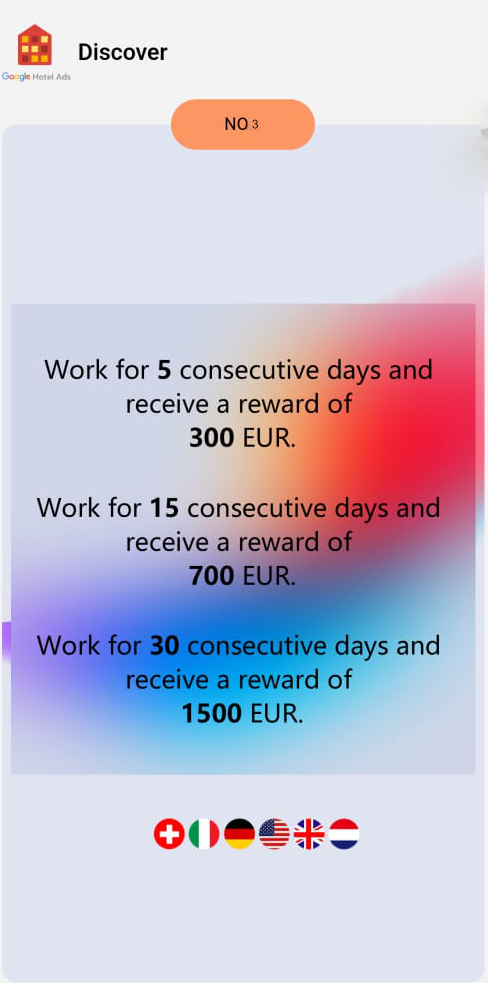 Discover
Google Hotel Ads
NO 3
Work for 5 consecutive days and
receive a reward of
300 EUR.
Work for 15 consecutive days and
receive a reward of
700 EUR.
Work for 30 consecutive days and
receive a reward of
1500 EUR.